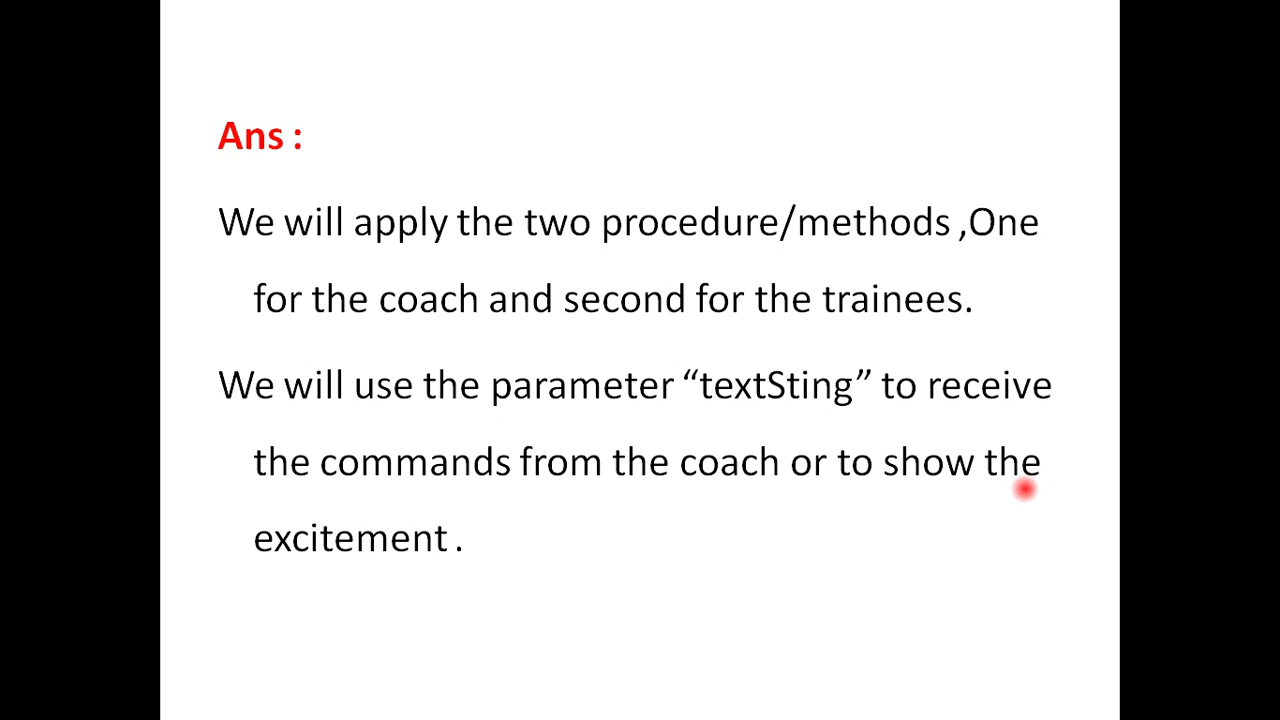 Ans :
We will apply the two procedure/methods ,One
for the coach and second for the trainees.
We will use the parameter “textSting” to receive
the commands from the coach or to show the
excitement .